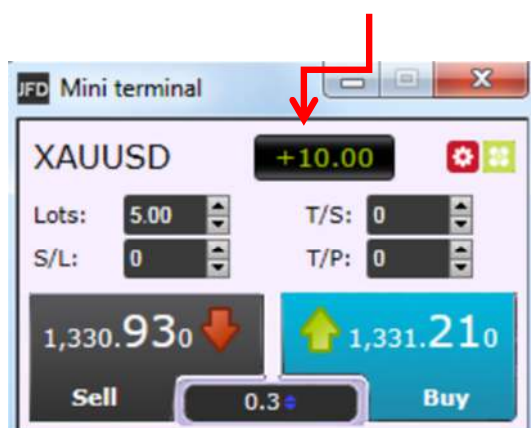 JFD Mini terminal
XAUUSD +10.00
Lots: 5.00 T/S: 0
S/L: 0 T/P: 0
1,330.930 1,331.210
Sell 0.3 Buy